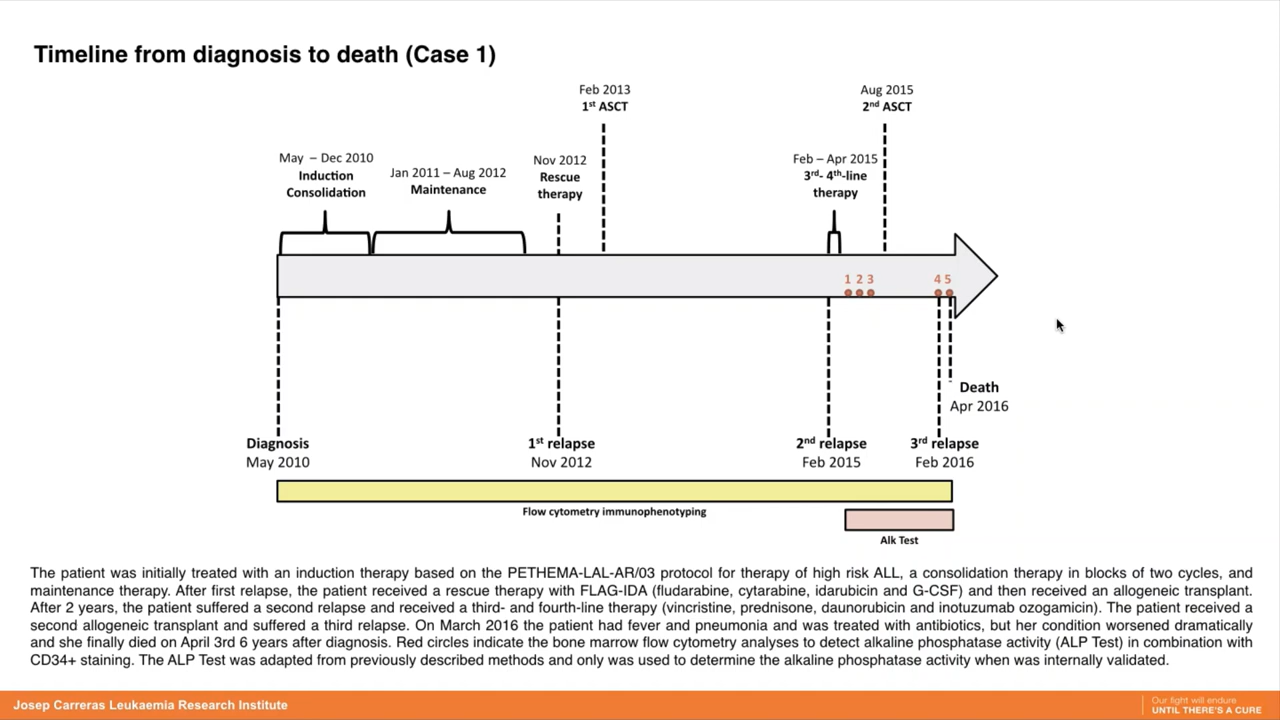 Timeline from diagnosis to death (Case 1)
Feb 2013
1st ASCT
Aug 2015
2nd ASCT
May – Dec 2010
Induction
Consolidation
Jan 2011 – Aug 2012
Maintenance
Nov 2012
Rescue
therapy
Feb – Apr 2015
3rd- 4th-line
therapy
1 2 3
4 5
Death
Apr 2016
Diagnosis
May 2010
1st relapse
Nov 2012
2nd relapse
Feb 2015
3rd relapse
Feb 2016
Flow cytometry immunophenotyping
Alk Test
The patient was initially treated with an induction therapy based on the PETHEMA-LAL-AR/03 protocol for therapy of high risk ALL, a consolidation therapy in blocks of two cycles, and
maintenance therapy. After first relapse, the patient received a rescue therapy with FLAG-IDA (fludarabine, cytarabine, idarubicin and G-CSF) and then received an allogeneic transplant.
After 2 years, the patient suffered a second relapse and received a third- and fourth-line therapy (vincristine, prednisone, daunorubicin and inotuzumab ozogamicin). The patient received a
second allogeneic transplant and suffered a third relapse. On March 2016 the patient had fever and pneumonia and was treated with antibiotics, but her condition worsened dramatically
and she finally died on April 3rd 6 years after diagnosis. Red circles indicate the bone marrow flow cytometry analyses to detect alkaline phosphatase activity (ALP Test) in combination with
CD34+ staining. The ALP Test was adapted from previously described methods and only was used to determine the alkaline phosphatase activity when was internally validated.
Josep Carreras Leukaemia Research Institute
Our fight will endure
UNTIL THERE'S A CURE